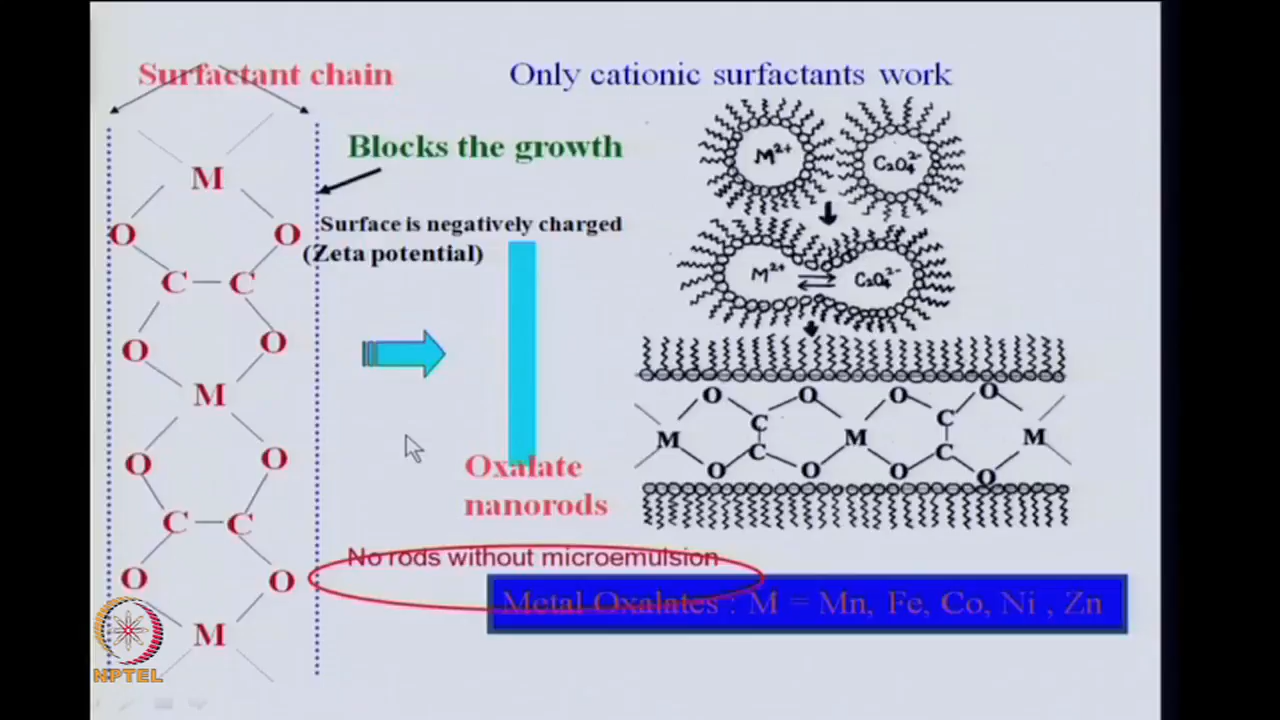 Surfactant chain
Only cationic surfactants work
Blocks the growth
Surface is negatively charged
(Zeta potential)
M
O O
C C
O O
M
O O
C C
O O
M
M²⁺ C₂O₄²⁻
M²⁺ C₂O₄²⁻
O O O O
C C
M M M
C C
O O O O
Oxalate
nanorods
No rods without microemulsion
Metal Oxalates : M = Mn, Fe, Co, Ni , Zn
NPTEL